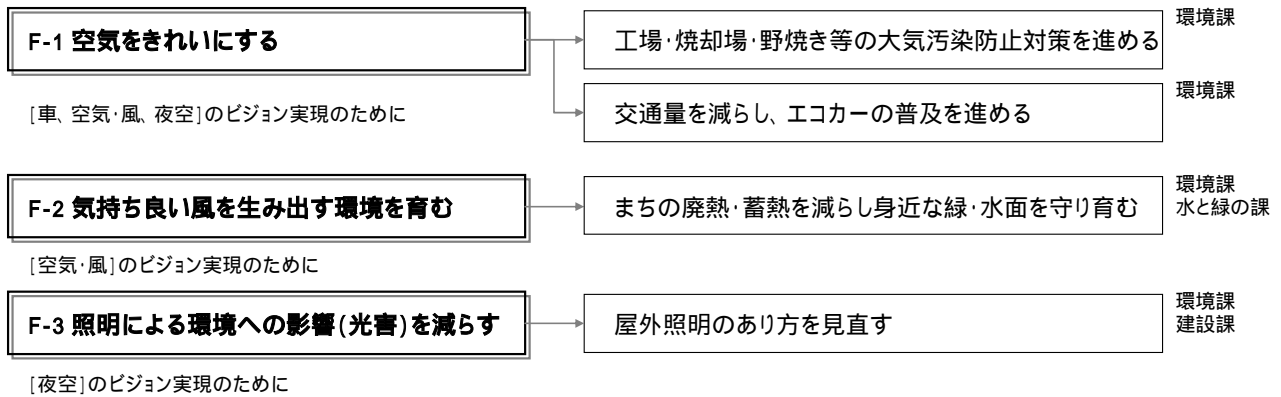 F-1 空気をきれいにする
[車、空気・風、夜空]のビジョン実現のために
工場・焼却場・野焼き等の大気汚染防止対策を進める
環境課
交通量を減らし、エコカーの普及を進める
環境課
F-2 気持ち良い風を生み出す環境を育む
[空気・風]のビジョン実現のために
まちの廃熱・蓄熱を減らし身近な緑・水面を守り育む
環境課
水と緑の課
F-3 照明による環境への影響(光害)を減らす
[夜空]のビジョン実現のために
屋外照明のあり方を見直す
環境課
建設課